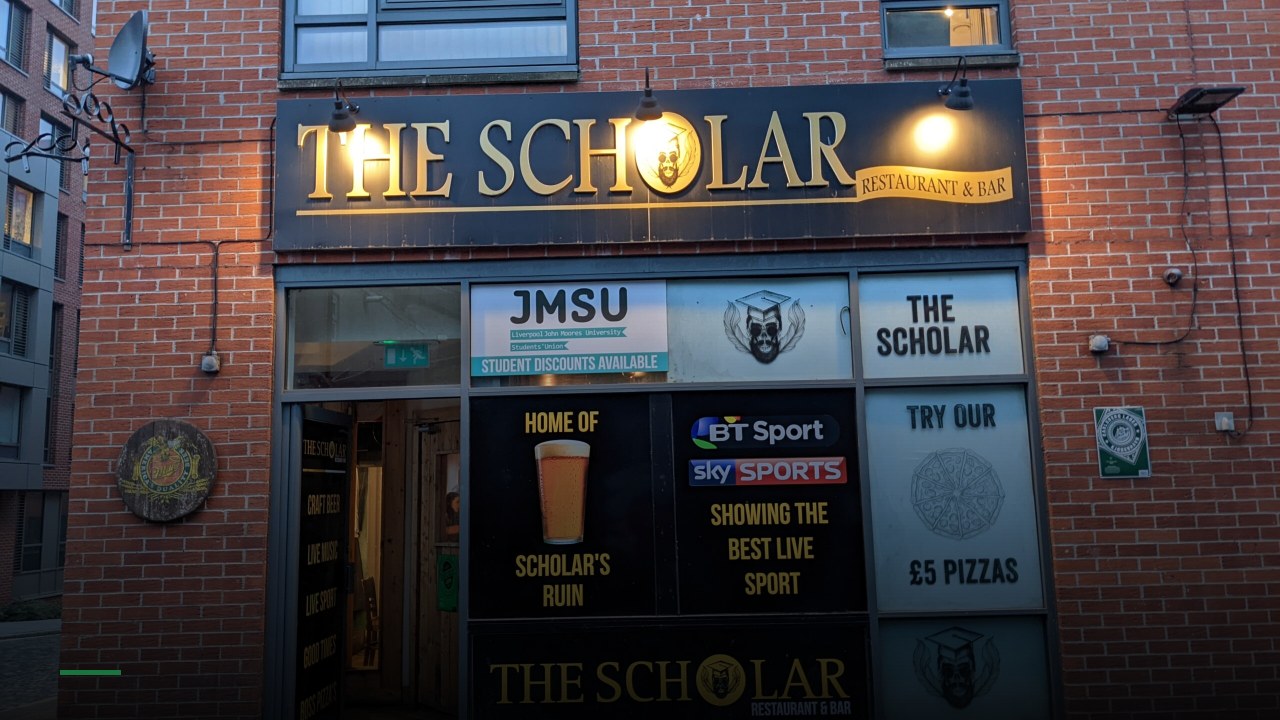 THE SCHOLAR
RESTAURANT & BAR
JMSU
Liverpool John Moores University
Students' Union
STUDENT DISCOUNTS AVAILABLE
THE
SCHOLAR
HOME OF
SCHOLAR'S
RUIN
BT Sport
sky SPORTS
SHOWING THE
BEST LIVE
SPORT
TRY OUR
£5 PIZZAS
THE SCHOLAR
CRAFT BEER
LIVE MUSIC
LIVE SPORT
GOOD TIMES
BOSS PIZZA'S
THE SCHOLAR
RESTAURANT & BAR